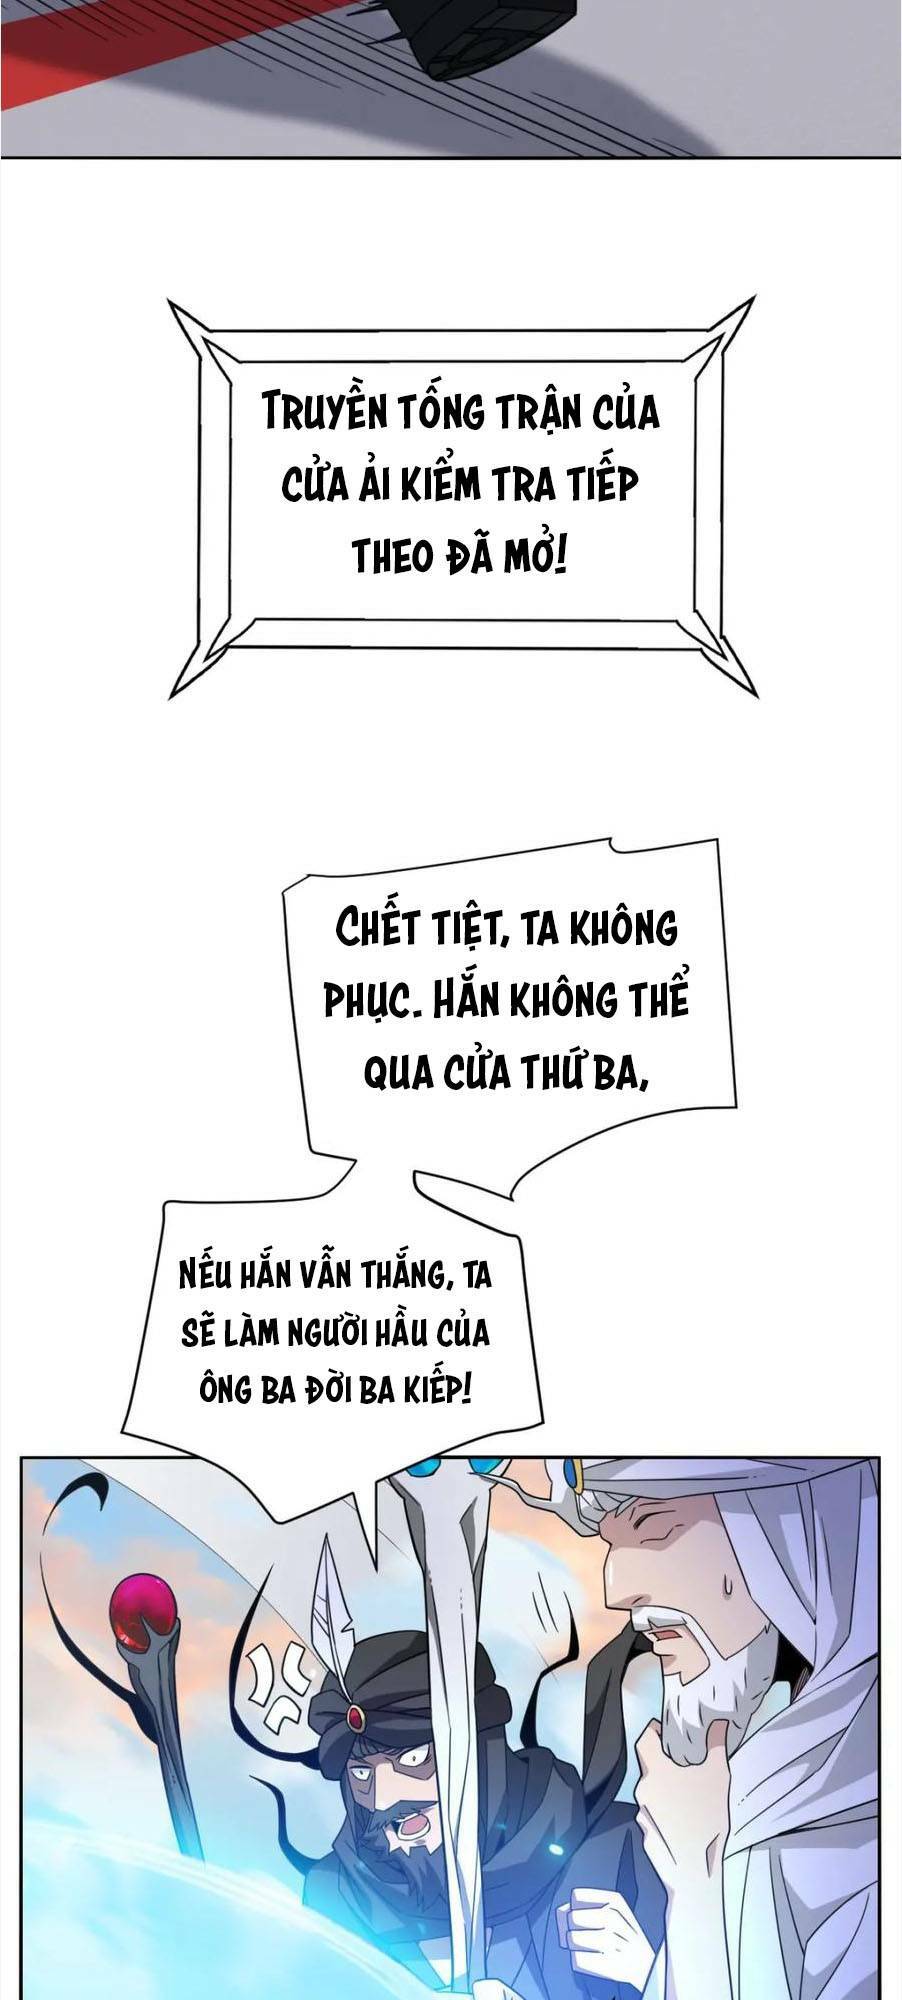 TRUYỀN TỐNG TRẬN CỦA
CỬA ẢI KIỂM TRA TIẾP
THEO ĐÃ MỞ!
CHẾT TIỆT, TA KHÔNG
PHỤC. HẮN KHÔNG THỂ
QUA CỬA THỨ BA,
NẾU HẮN VẪN THẮNG, TA
SẼ LÀM NGƯỜI HẦU CỦA
ÔNG BA ĐỜI BA KIẾP!